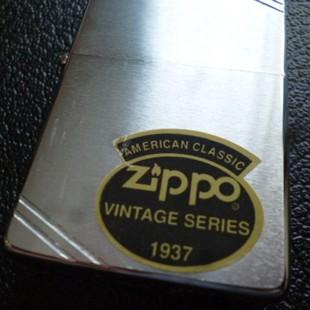 AMERICAN CLASSIC
Zippo®
VINTAGE SERIES
1937